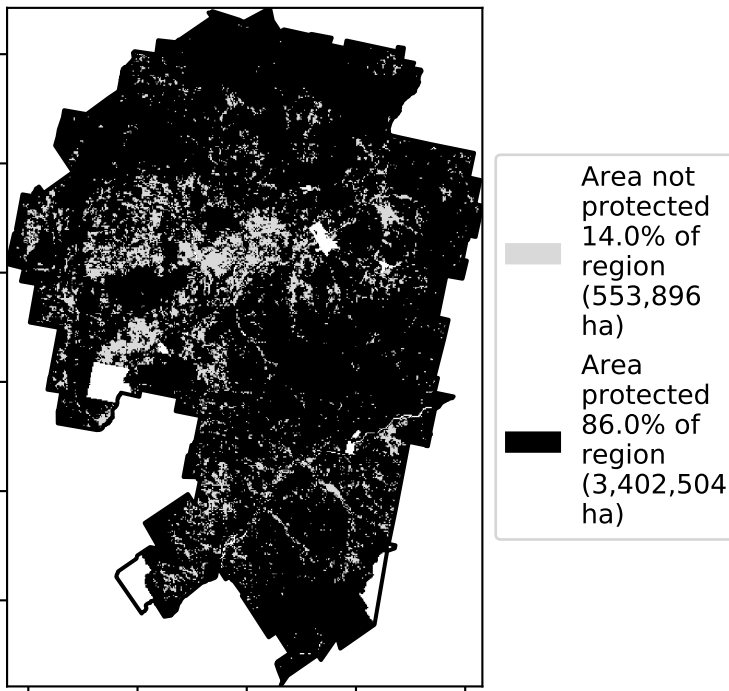 Area not
protected
14.0% of
region
(553,896
ha)
Area
protected
86.0% of
region
(3,402,504
ha)